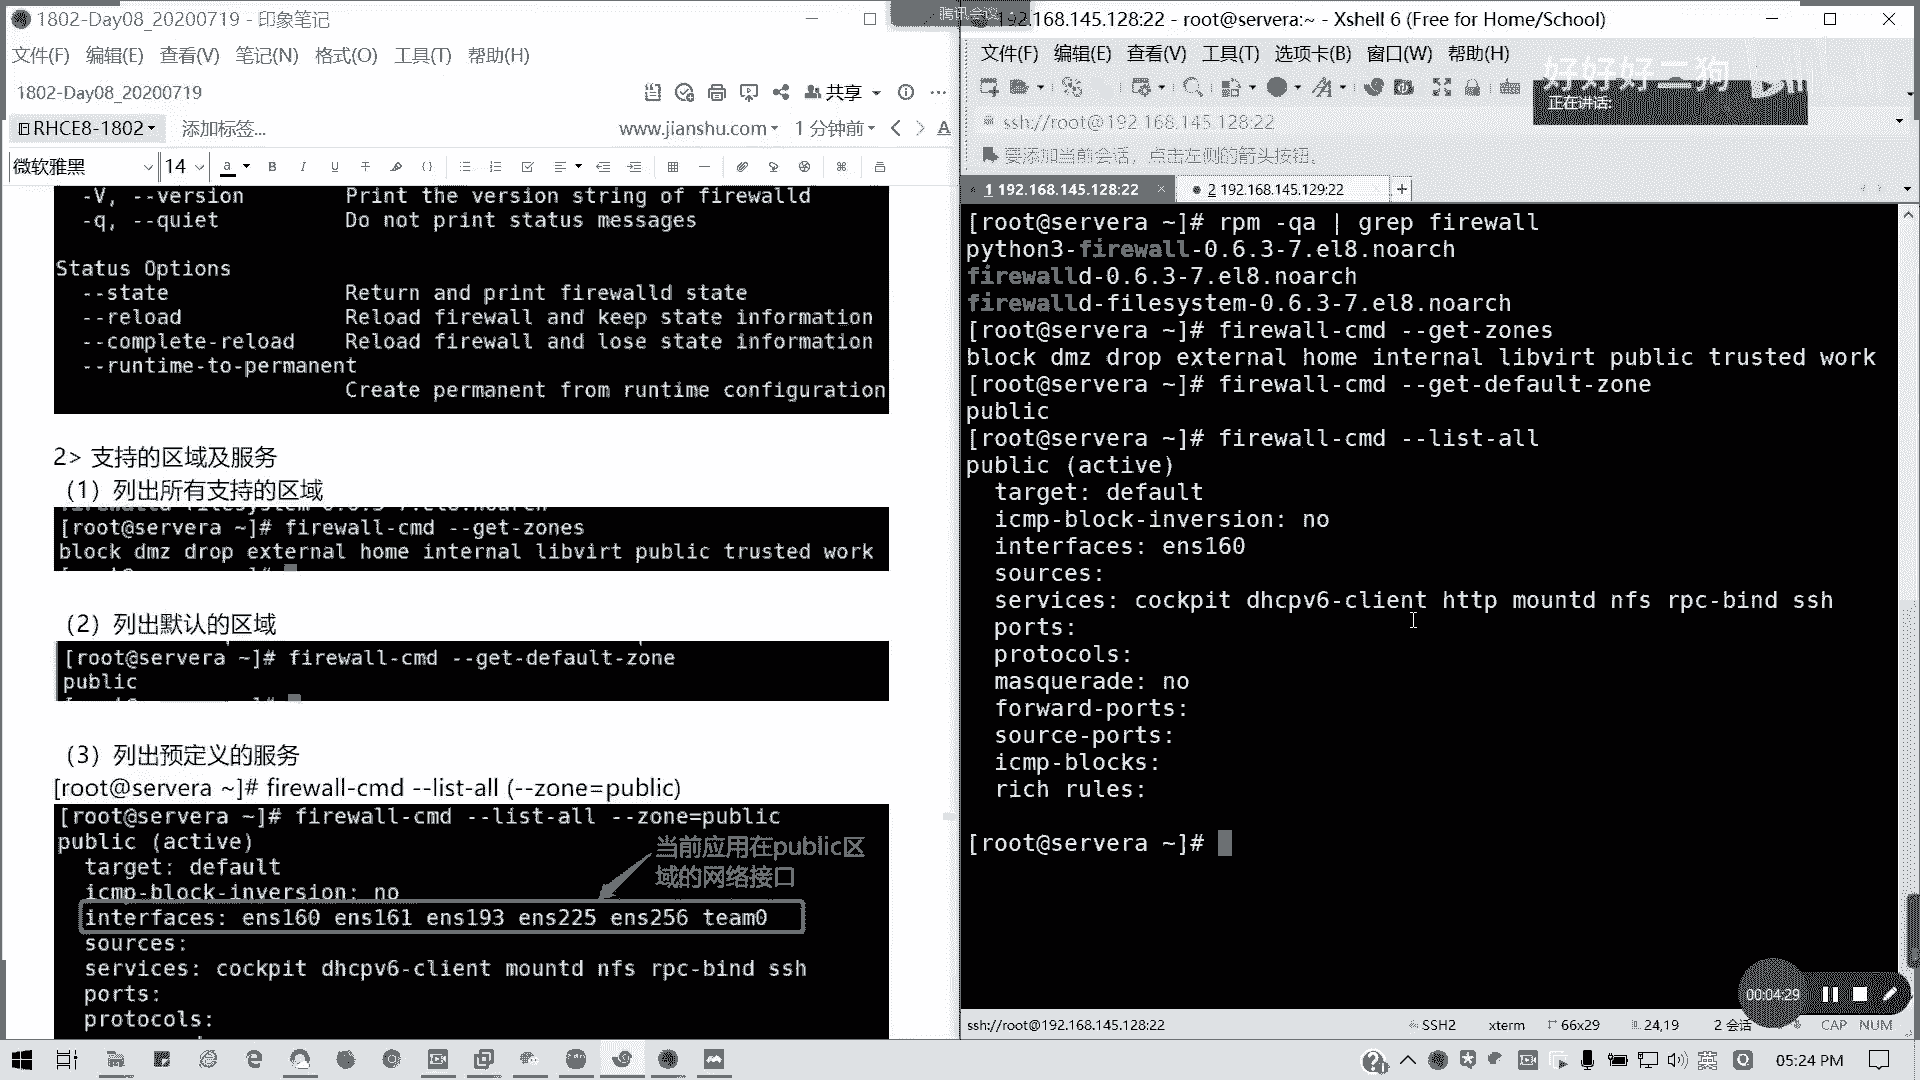 1802-Day08_20200719 - 印象笔记
文件(F) 编辑(E) 查看(V) 笔记(N) 格式(O) 工具(T) 帮助(H)
1802-Day08_20200719
共享
RHCE8-1802
添加标签...
www.jianshu.com
1 分钟前
微软雅黑
14
-V, --version Print the version string of firewalld
-q, --quiet Do not print status messages
Status Options
--state Return and print firewalld state
--reload Reload firewall and keep state information
--complete-reload Reload firewall and lose state information
--runtime-to-permanent
Create permanent from runtime configuration
2> 支持的区域及服务
（1）列出所有支持的区域
[root@servera ~]# firewall-cmd --get-zones
block dmz drop external home internal libvirt public trusted work
（2）列出默认的区域
[root@servera ~]# firewall-cmd --get-default-zone
public
（3）列出预定义的服务
[root@servera ~]# firewall-cmd --list-all (--zone=public)
[root@servera ~]# firewall-cmd --list-all --zone=public
public (active)
target: default
icmp-block-inversion: no
当前应用在public区
域的网络接口
interfaces: ens160 ens161 ens193 ens225 ens256 team0
sources:
services: cockpit dhcpv6-client mountd nfs rpc-bind ssh
ports:
protocols:
腾讯会议
192.168.145.128:22 - root@servera:~ - Xshell 6 (Free for Home/School)
文件(F) 编辑(E) 查看(V) 工具(T) 选项卡(B) 窗口(W) 帮助(H)
好好好二狗
正在讲话:
ssh://root@192.168.145.128:22
要添加当前会话，点击左侧的箭头按钮。
1 192.168.145.128:22
2 192.168.145.129:22
[root@servera ~]# rpm -qa | grep firewall
python3-firewall-0.6.3-7.el8.noarch
firewalld-0.6.3-7.el8.noarch
firewalld-filesystem-0.6.3-7.el8.noarch
[root@servera ~]# firewall-cmd --get-zones
block dmz drop external home internal libvirt public trusted work
[root@servera ~]# firewall-cmd --get-default-zone
public
[root@servera ~]# firewall-cmd --list-all
public (active)
target: default
icmp-block-inversion: no
interfaces: ens160
sources:
services: cockpit dhcpv6-client http mountd nfs rpc-bind ssh
ports:
protocols:
masquerade: no
forward-ports:
source-ports:
icmp-blocks:
rich rules:
[root@servera ~]#
00:04:29
ssh://root@192.168.145.128:22
SSH2
xterm
66x29
24,19
2 会话
CAP
NUM
英
05:24 PM